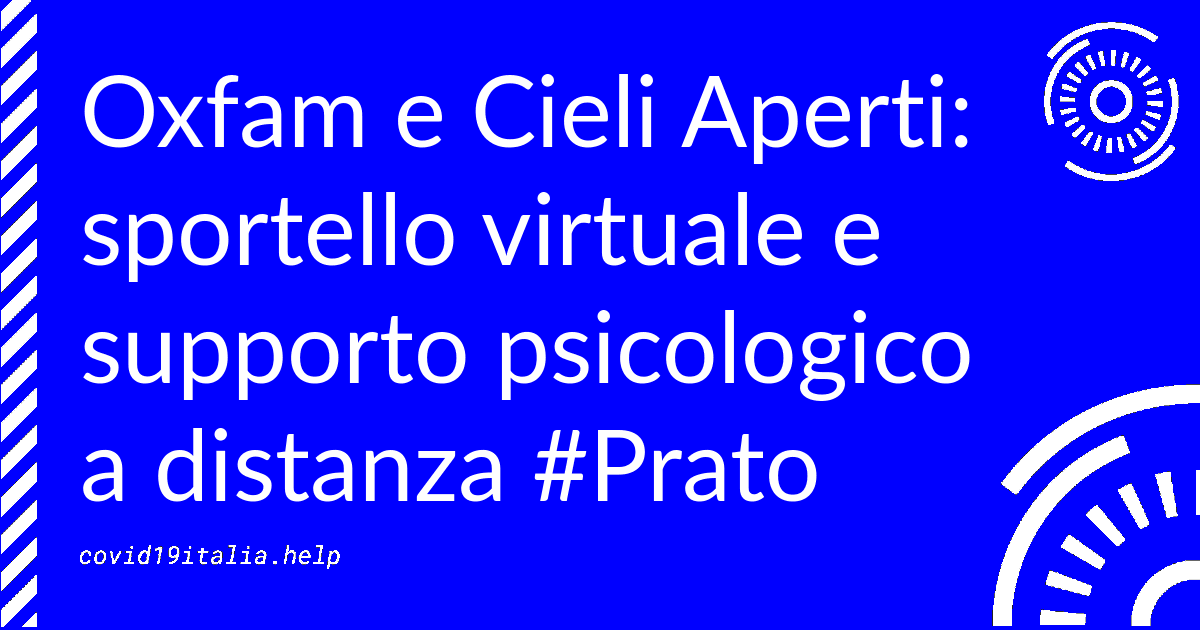 Oxfam e Cieli Aperti:
sportello virtuale e
supporto psicologico
a distanza #Prato
covid19italia.help